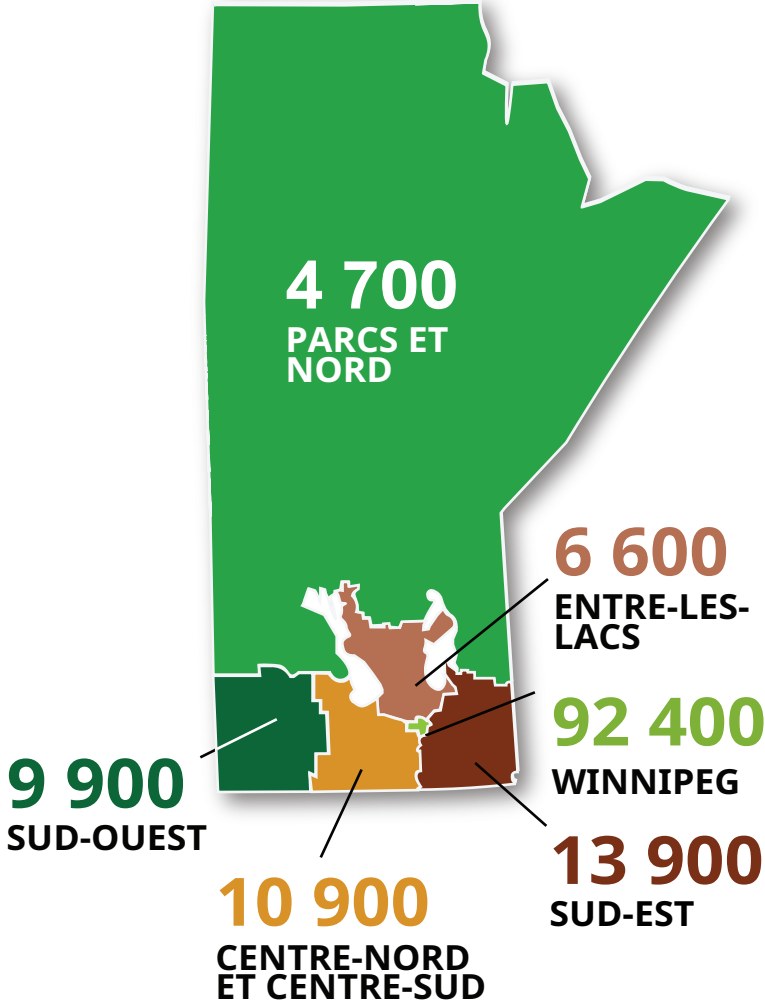 4 700
PARCS ET
NORD
6 600
ENTRE-LES-
LACS
92 400
WINNIPEG
9 900
SUD-OUEST
13 900
SUD-EST
10 900
CENTRE-NORD
ET CENTRE-SUD